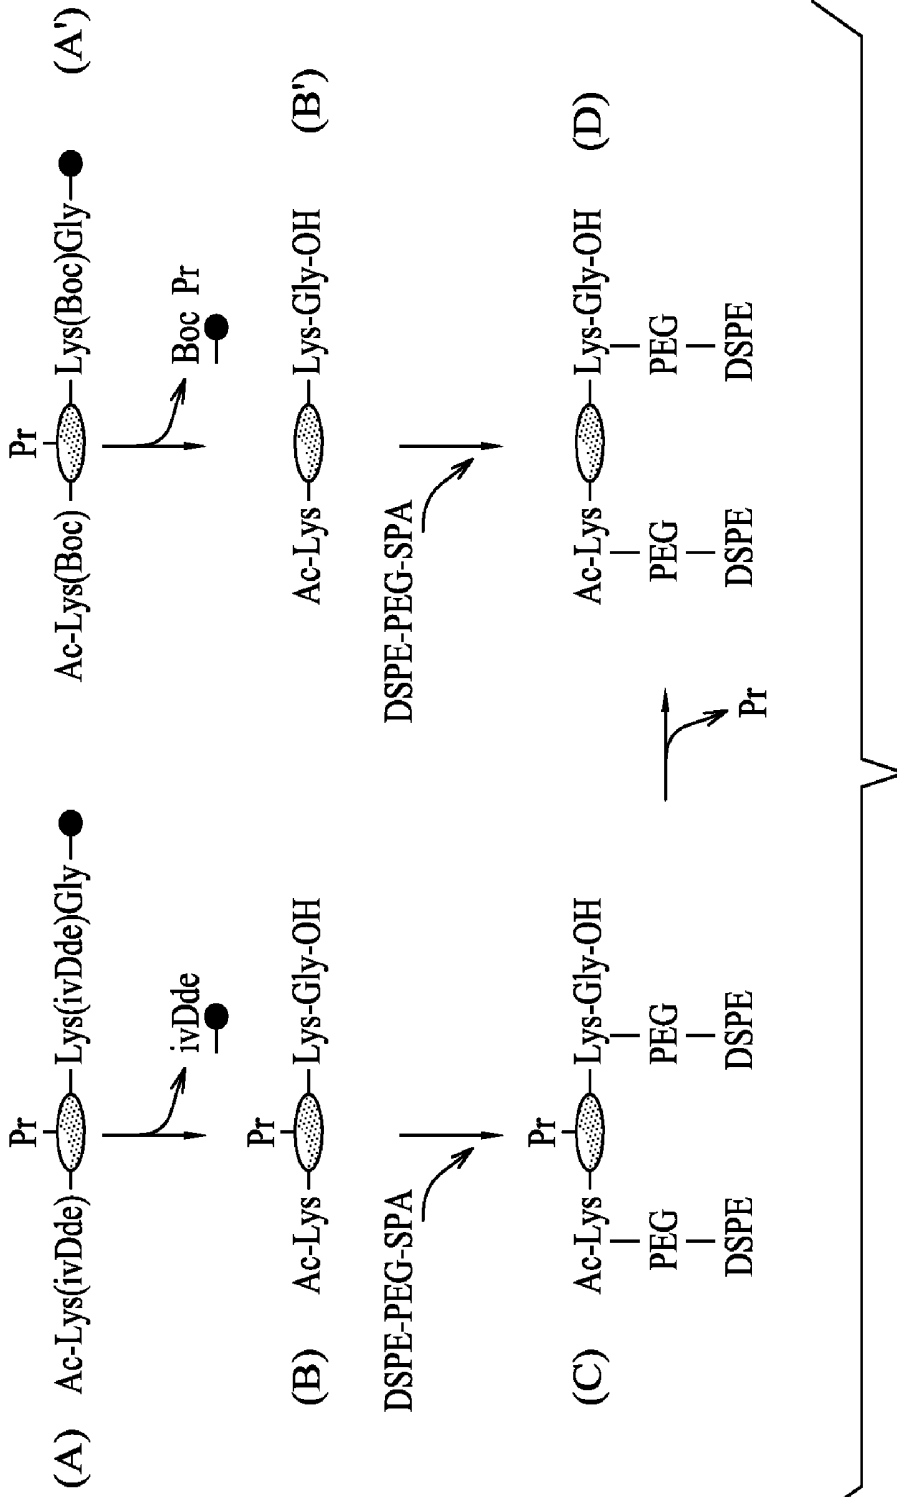 (A) Ac-Lys(ivDde) Pr Lys(ivDde)Gly
ivDde
(B) Ac-Lys Pr Lys-Gly-OH
DSPE-PEG-SPA
(C) Ac-Lys Pr Lys-Gly-OH
PEG PEG
DSPE DSPE
Pr
Ac-Lys(Boc) Pr Lys(Boc)Gly (A')
Boc Pr
Ac-Lys Lys-Gly-OH (B')
DSPE-PEG-SPA
Ac-Lys Lys-Gly-OH (D)
PEG PEG
DSPE DSPE